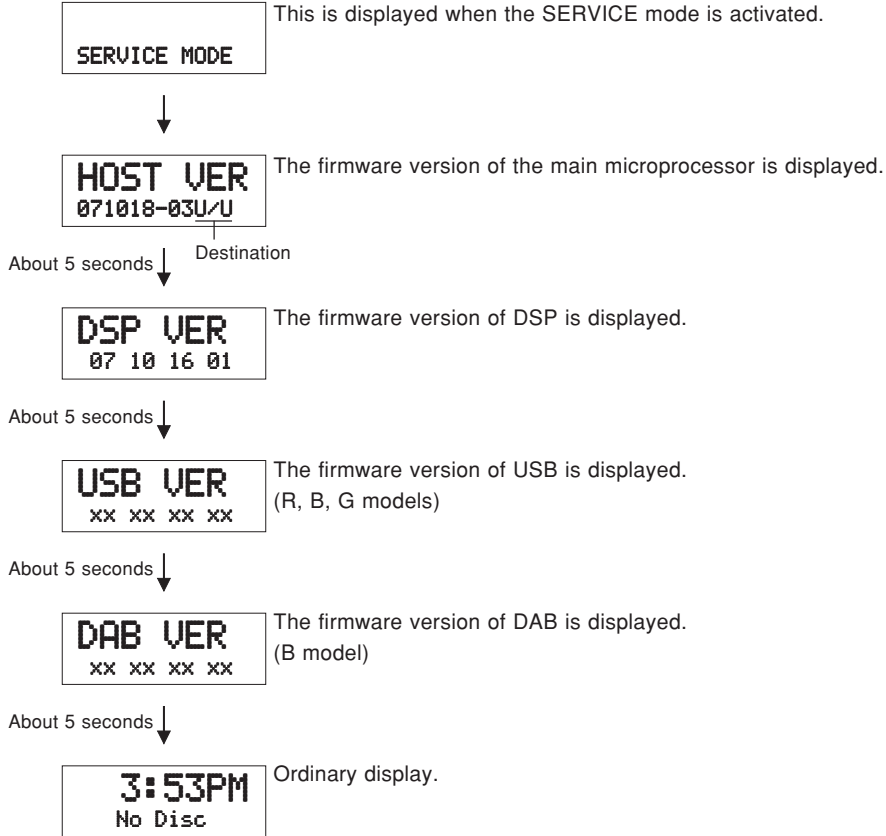 This is displayed when the SERVICE mode is activated.
SERVICE MODE
HOST VER
071018-03U/U
The firmware version of the main microprocessor is displayed.
Destination
About 5 seconds
DSP VER
07 10 16 01
The firmware version of DSP is displayed.
About 5 seconds
USB VER
xx xx xx xx
The firmware version of USB is displayed.
(R, B, G models)
About 5 seconds
DAB VER
xx xx xx xx
The firmware version of DAB is displayed.
(B model)
About 5 seconds
3:53PM
No Disc
Ordinary display.